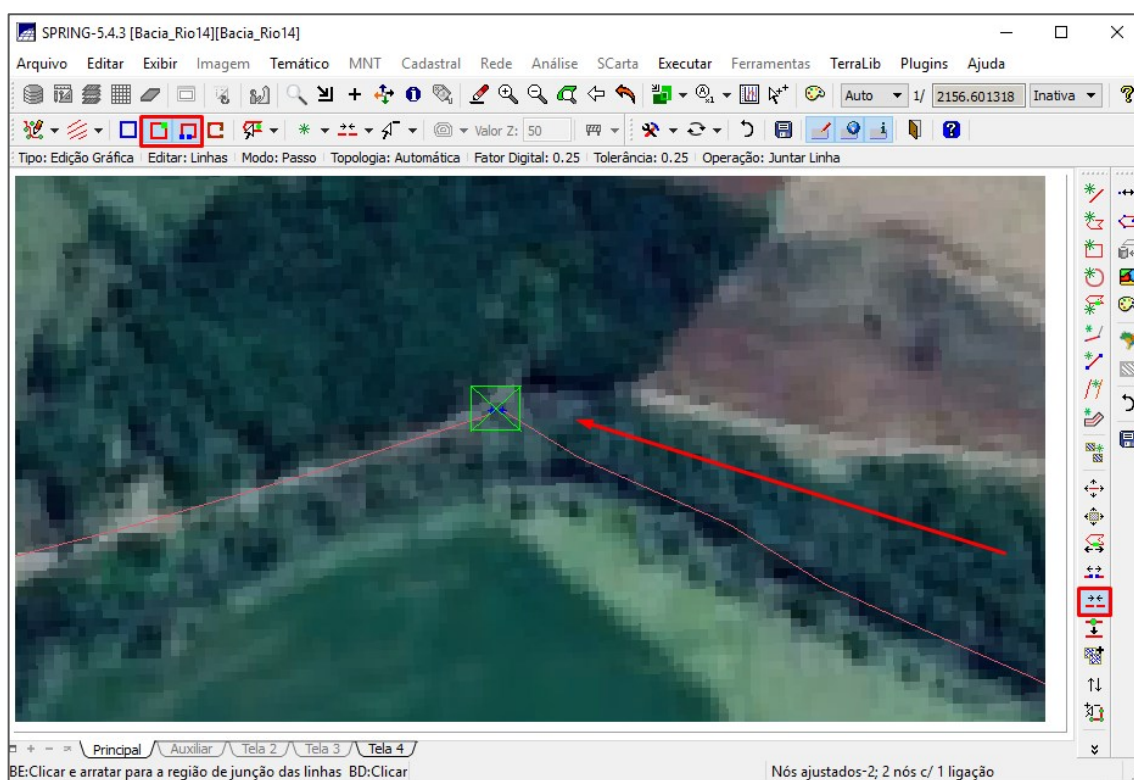 SPRING-5.4.3 [Bacia_Rio14][Bacia_Rio14]
Arquivo Editar Exibir Imagem Temático MNT Cadastral Rede Análise SCarta Executar Ferramentas TerraLib Plugins Ajuda
Auto 1/ 2156.601318 Inativa
Valor Z: 50
Tipo: Edição Gráfica Editar: Linhas Modo: Passo Topologia: Automática Fator Digital: 0.25 Tolerância: 0.25 Operação: Juntar Linha
Principal Auxiliar Tela 2 Tela 3 Tela 4
BE:Clicar e arratar para a região de junção das linhas BD:Clicar Nós ajustados-2; 2 nós c/ 1 ligação